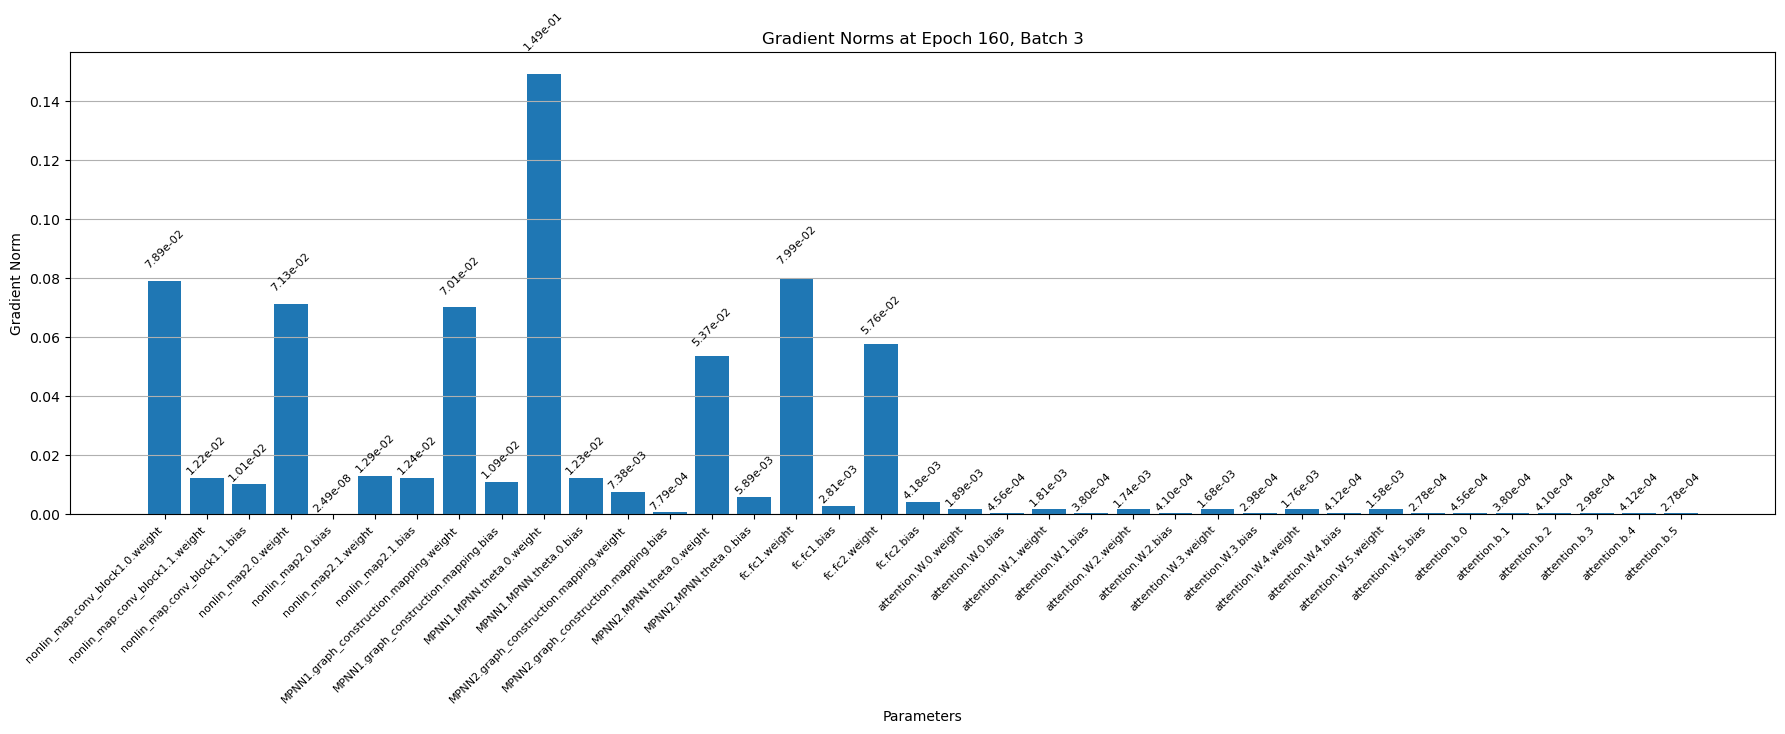 Gradient Norms at Epoch 160, Batch 3
Gradient Norm
0.14
0.12
0.10
0.08
0.06
0.04
0.02
0.00
7.89e-02
1.22e-02
1.01e-02
7.13e-02
2.49e-08
1.29e-02
1.24e-02
7.01e-02
1.09e-02
1.49e-01
1.23e-02
7.38e-03
7.79e-04
5.37e-02
5.89e-03
7.99e-02
2.81e-03
5.76e-02
4.18e-03
1.89e-03
4.56e-04
1.81e-03
3.80e-04
1.74e-03
4.10e-04
1.68e-03
2.98e-04
1.76e-03
4.12e-04
1.58e-03
2.78e-04
4.56e-04
3.80e-04
4.10e-04
2.98e-04
4.12e-04
2.78e-04
nonlin_map.conv_block1.0.weight
nonlin_map.conv_block1.1.weight
nonlin_map.conv_block1.1.bias
nonlin_map2.0.weight
nonlin_map2.0.bias
nonlin_map2.1.weight
nonlin_map2.1.bias
MPNN1.graph_construction.mapping.weight
MPNN1.graph_construction.mapping.bias
MPNN1.MPNN.theta.0.weight
MPNN1.MPNN.theta.0.bias
MPNN2.graph_construction.mapping.weight
MPNN2.graph_construction.mapping.bias
MPNN2.MPNN.theta.0.weight
MPNN2.MPNN.theta.0.bias
fc.fc1.weight
fc.fc1.bias
fc.fc2.weight
fc.fc2.bias
attention.W.0.weight
attention.W.0.bias
attention.W.1.weight
attention.W.1.bias
attention.W.2.weight
attention.W.2.bias
attention.W.3.weight
attention.W.3.bias
attention.W.4.weight
attention.W.4.bias
attention.W.5.weight
attention.W.5.bias
attention.b.0
attention.b.1
attention.b.2
attention.b.3
attention.b.4
attention.b.5
Parameters